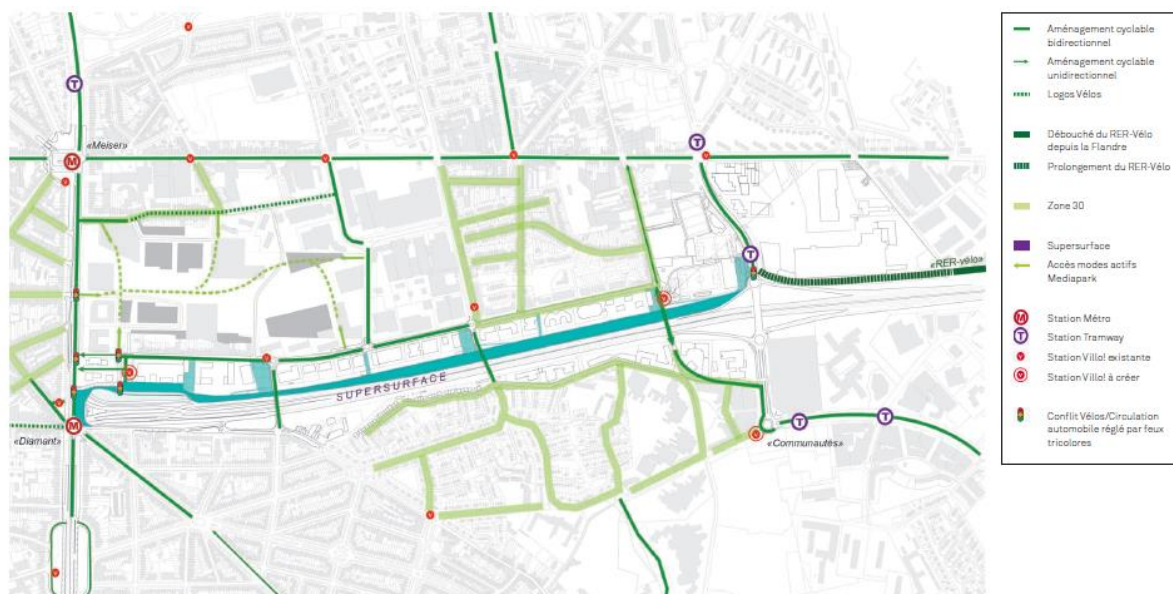 «Meiser»
«RER-vélo»
SUPERSURFACE
«Diamant»
«Communautés»
Aménagement cyclable
bidirectionnel
Aménagement cyclable
unidirectionnel
Logos Vélos
Débouché du RER-Vélo
depuis la Flandre
Prolongement du RER-Vélo
Zone 30
Supersurface
Accès modes actifs
Mediapark
M Station Métro
T Station Tramway
V Station Villo! existante
V Station Villo! à créer
Conflit Vélos/Circulation
automobile réglé par feux
tricolores